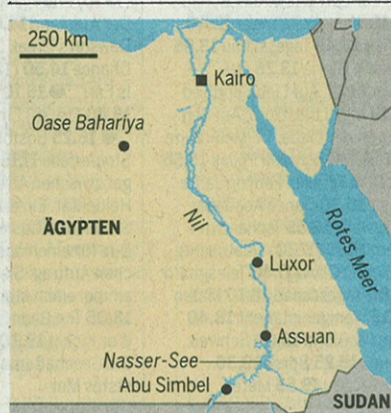 250 km
Kairo
Oase Bahariya
ÄGYPTEN
Nil
Rotes Meer
Luxor
Assuan
Nasser-See
Abu Simbel
SUDAN